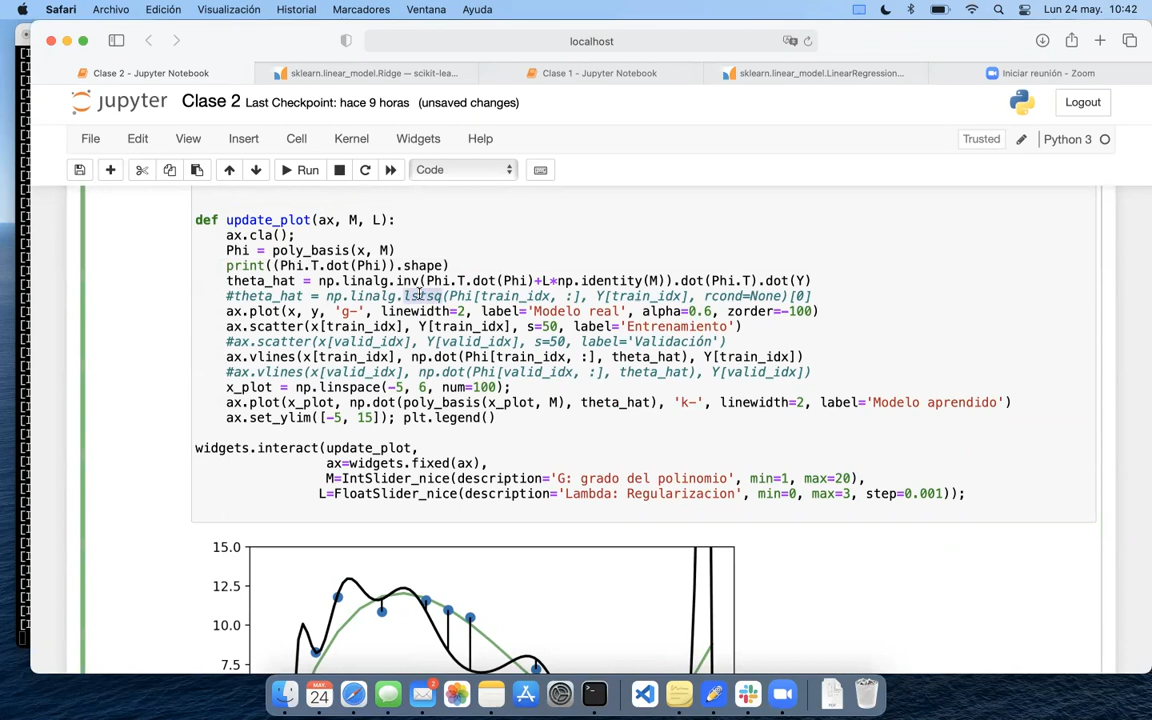 Safari Archivo Edición Visualización Historial Marcadores Ventana Ayuda Lun 24 may. 10:42
localhost
Clase 2 - Jupyter Notebook sklearn.linear_model.Ridge — scikit-lea... Clase 1 - Jupyter Notebook sklearn.linear_model.LinearRegression... Iniciar reunión - Zoom
jupyter Clase 2 Last Checkpoint: hace 9 horas (unsaved changes) Logout
File Edit View Insert Cell Kernel Widgets Help Trusted Python 3
Run Code
def update_plot(ax, M, L):
ax.cla();
Phi = poly_basis(x, M)
print((Phi.T.dot(Phi)).shape)
theta_hat = np.linalg.inv(Phi.T.dot(Phi)+L*np.identity(M)).dot(Phi.T).dot(Y)
#theta_hat = np.linalg.lstsq(Phi[train_idx, :], Y[train_idx], rcond=None)[0]
ax.plot(x, y, 'g-', linewidth=2, label='Modelo real', alpha=0.6, zorder=-100)
ax.scatter(x[train_idx], Y[train_idx], s=50, label='Entrenamiento')
#ax.scatter(x[valid_idx], Y[valid_idx], s=50, label='Validación')
ax.vlines(x[train_idx], np.dot(Phi[train_idx, :], theta_hat), Y[train_idx])
#ax.vlines(x[valid_idx], np.dot(Phi[valid_idx, :], theta_hat), Y[valid_idx])
x_plot = np.linspace(-5, 6, num=100);
ax.plot(x_plot, np.dot(poly_basis(x_plot, M), theta_hat), 'k-', linewidth=2, label='Modelo aprendido')
ax.set_ylim([-5, 15]); plt.legend()
widgets.interact(update_plot,
ax=widgets.fixed(ax),
M=IntSlider_nice(description='G: grado del polinomio', min=1, max=20),
L=FloatSlider_nice(description='Lambda: Regularizacion', min=0, max=3, step=0.001));
15.0
12.5
10.0
7.5
MAY. 24 2